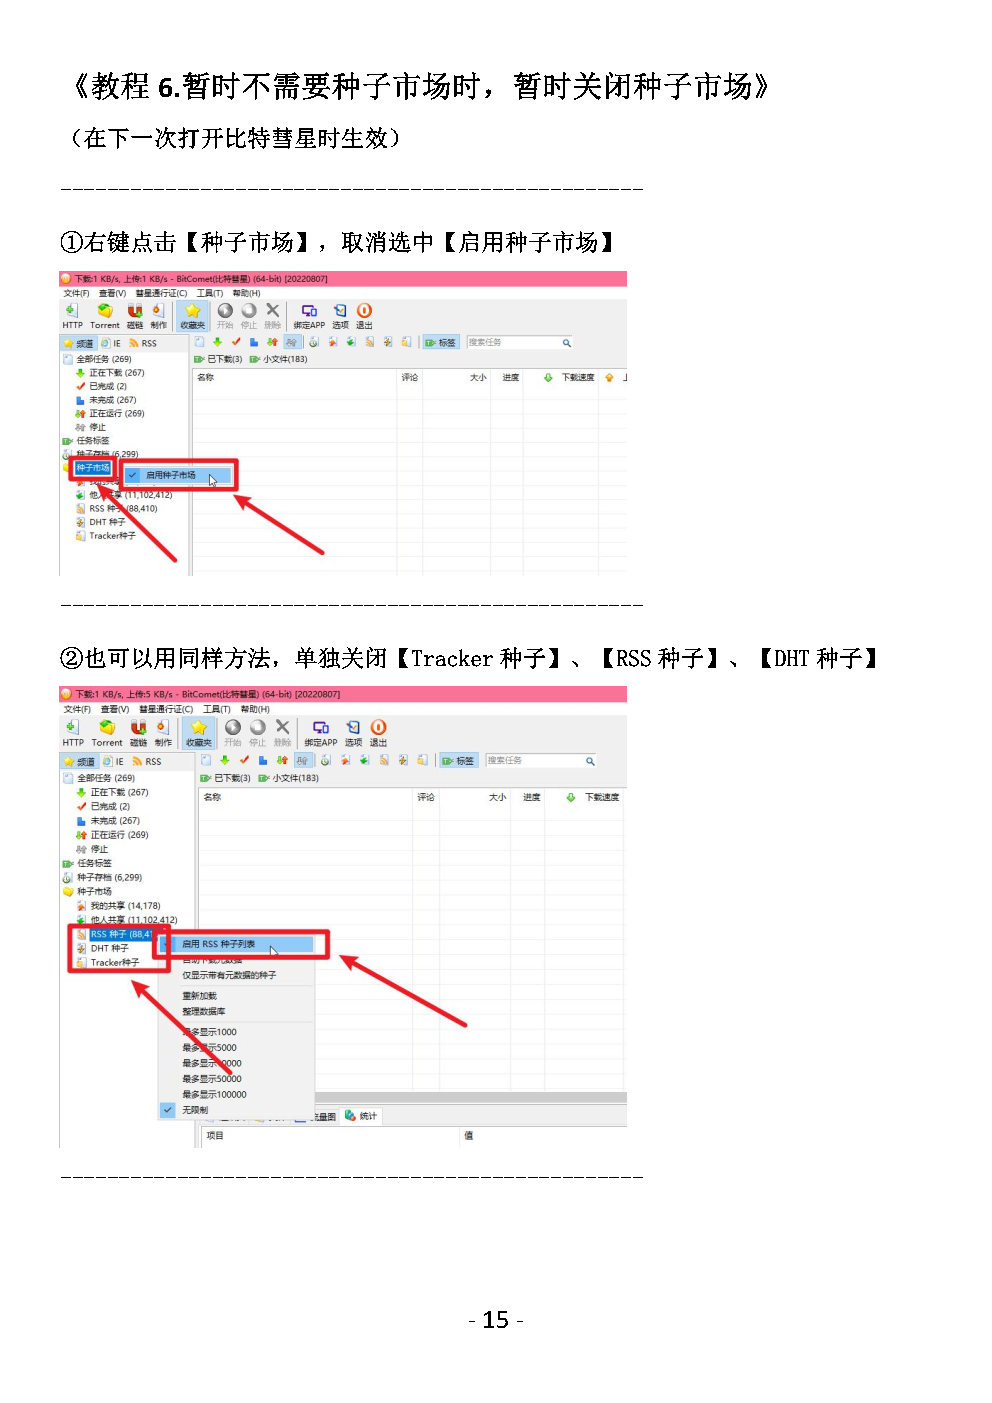 《教程 6.暂时不需要种子市场时，暂时关闭种子市场》
（在下一次打开比特彗星时生效）
--------------------------------------------------
①右键点击【种子市场】，取消选中【启用种子市场】
下载:1 KB/s, 上传:1 KB/s - BitComet(比特彗星) (64-bit) [20220807]
文件(F) 查看(V) 彗星通行证(C) 工具(T) 帮助(H)
HTTP Torrent 磁链 制作 收藏夹 开始 停止 删除 绑定APP 选项 退出
频道 IE RSS 标签 搜索任务
全部任务 (269) 已下载(3) 小文件(183)
正在下载 (267) 名称 评论 大小 进度 下载速度
已完成 (2)
未完成 (267)
正在运行 (269)
停止
任务标签
种子存档 (6,299)
种子市场 启用种子市场
我的共享
他人共享 (11,102,412)
RSS 种子 (88,410)
DHT 种子
Tracker种子
--------------------------------------------------
②也可以用同样方法，单独关闭【Tracker 种子】、【RSS 种子】、【DHT 种子】
下载:1 KB/s, 上传:5 KB/s - BitComet(比特彗星) (64-bit) [20220807]
文件(F) 查看(V) 彗星通行证(C) 工具(T) 帮助(H)
HTTP Torrent 磁链 制作 收藏夹 开始 停止 删除 绑定APP 选项 退出
频道 IE RSS 标签 搜索任务
全部任务 (269) 已下载(3) 小文件(183)
正在下载 (267) 名称 评论 大小 进度 下载速度
已完成 (2)
未完成 (267)
正在运行 (269)
停止
任务标签
种子存档 (6,299)
种子市场
我的共享 (14,178)
他人共享 (11,102,412)
RSS 种子 (88,41 启用 RSS 种子列表
DHT 种子 自动下载元数据
Tracker种子 仅显示带有元数据的种子
重新加载
整理数据库
最多显示1000
最多显示5000
最多显示10000
最多显示50000
最多显示100000
无限制
流量图 统计
项目 值
--------------------------------------------------
- 15 -